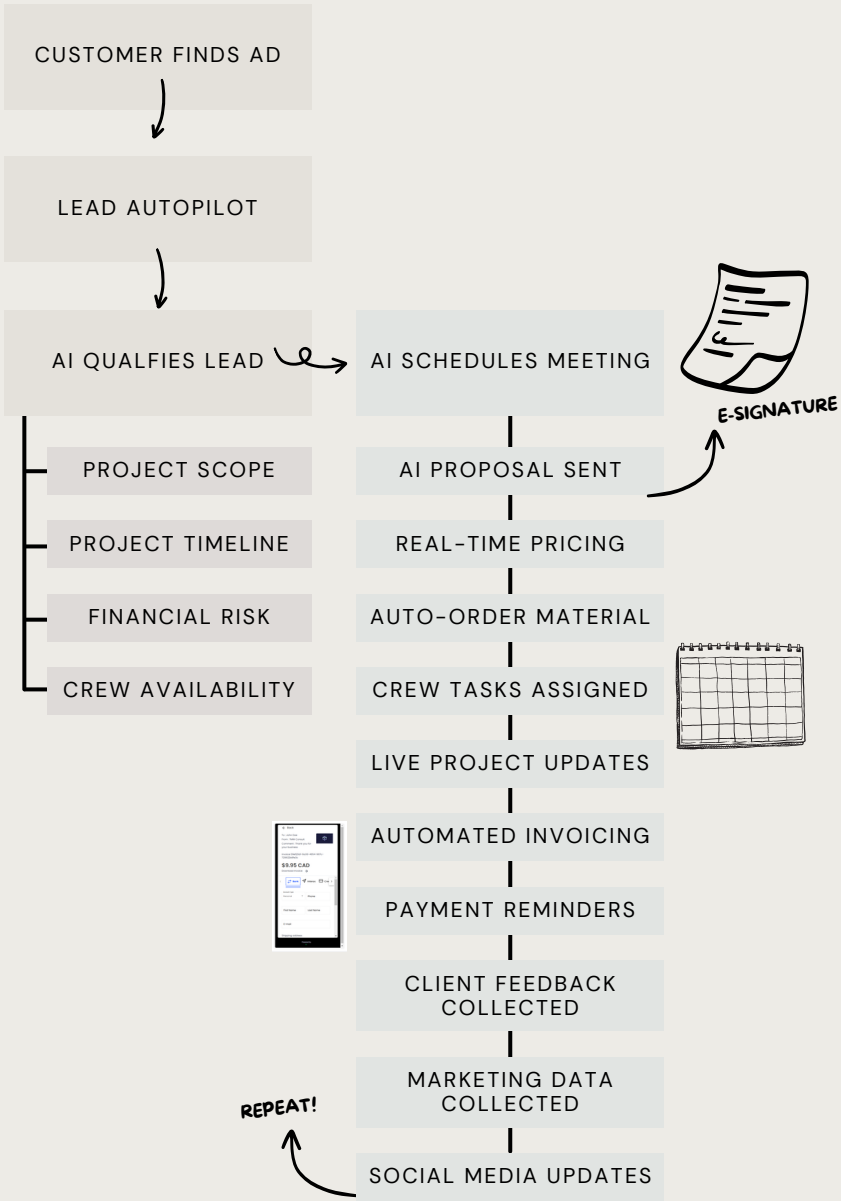 CUSTOMER FINDS AD
LEAD AUTOPILOT
AI QUALFIES LEAD
PROJECT SCOPE
PROJECT TIMELINE
FINANCIAL RISK
CREW AVAILABILITY
AI SCHEDULES MEETING
E-SIGNATURE
AI PROPOSAL SENT
REAL-TIME PRICING
AUTO-ORDER MATERIAL
CREW TASKS ASSIGNED
LIVE PROJECT UPDATES
AUTOMATED INVOICING
$9.95 CAD
PAYMENT REMINDERS
CLIENT FEEDBACK
COLLECTED
MARKETING DATA
COLLECTED
SOCIAL MEDIA UPDATES
REPEAT!